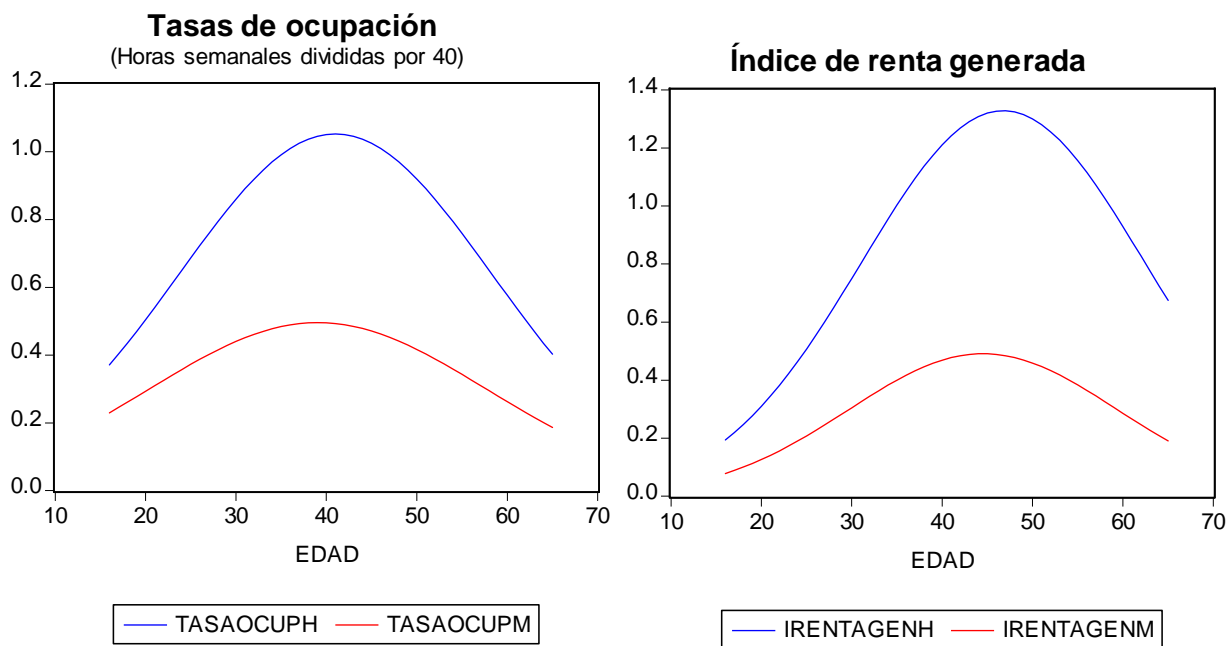 Tasas de ocupación
(Horas semanales divididas por 40)
1.2
1.0
0.8
0.6
0.4
0.2
0.0
10 20 30 40 50 60 70
EDAD
TASAOCUPH TASAOCUPM
Índice de renta generada
1.4
1.2
1.0
0.8
0.6
0.4
0.2
0.0
10 20 30 40 50 60 70
EDAD
IRENTAGENH IRENTAGENM